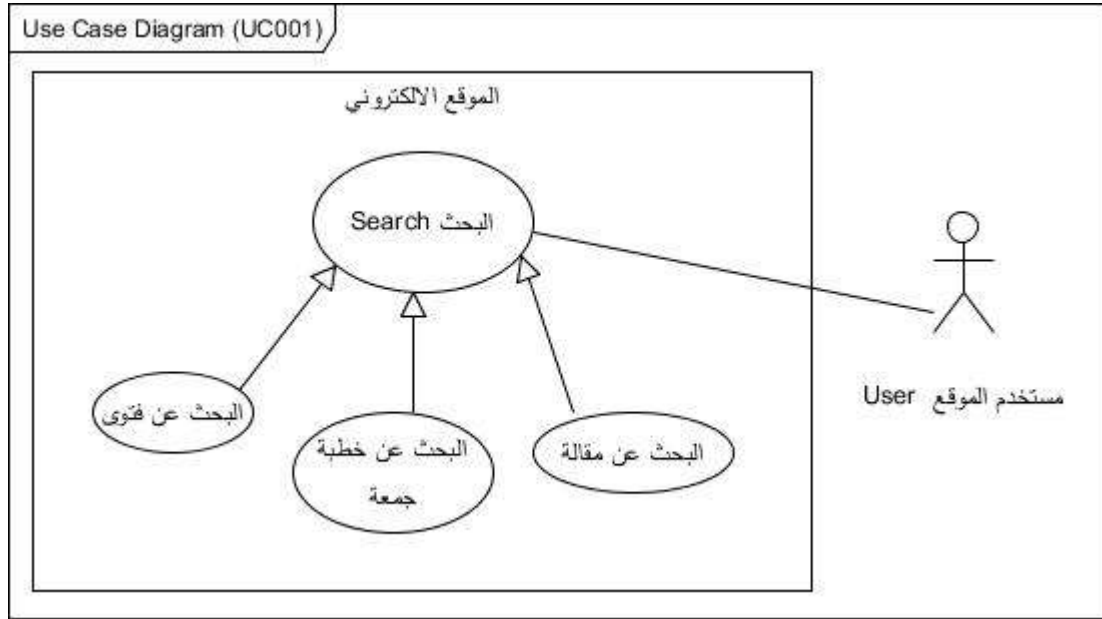 Use Case Diagram (UC001)
الموقع الالكتروني
البحث Search
البحث عن فتوى
البحث عن خطبة
جمعة
البحث عن مقالة
مستخدم الموقع User